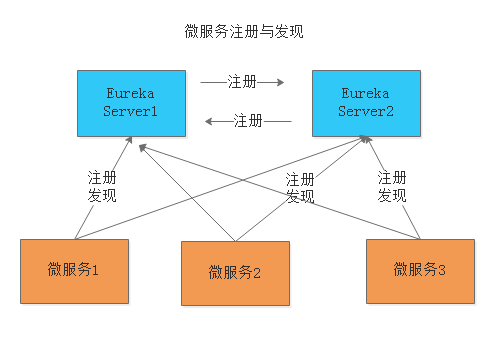 微服务注册与发现
Eureka
Server1
注册
Eureka
Server2
注册
注册
发现
注册
发现
注册
发现
微服务1
微服务2
微服务3